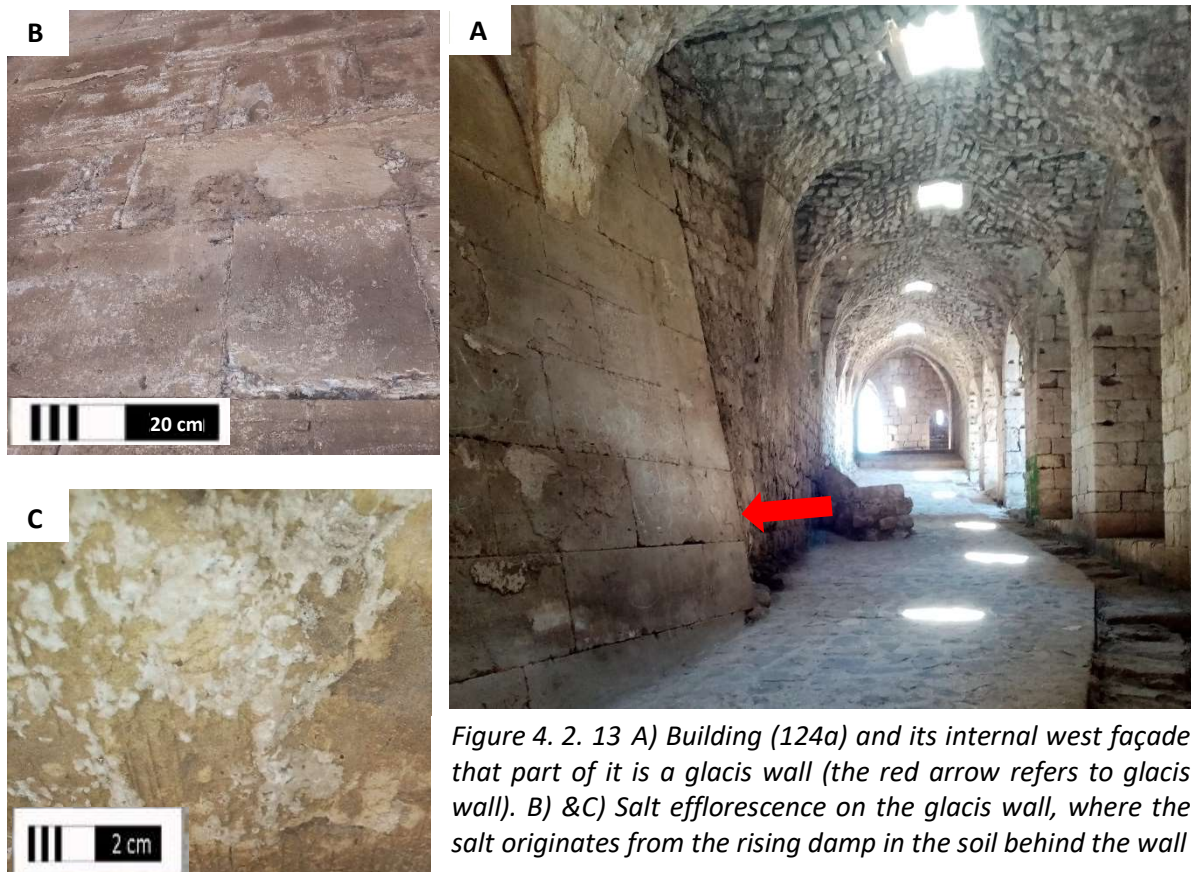 B
A
20 cm
C
2 cm
Figure 4. 2. 13 A) Building (124a) and its internal west façade
that part of it is a glacis wall (the red arrow refers to glacis
wall). B) &C) Salt efflorescence on the glacis wall, where the
salt originates from the rising damp in the soil behind the wall